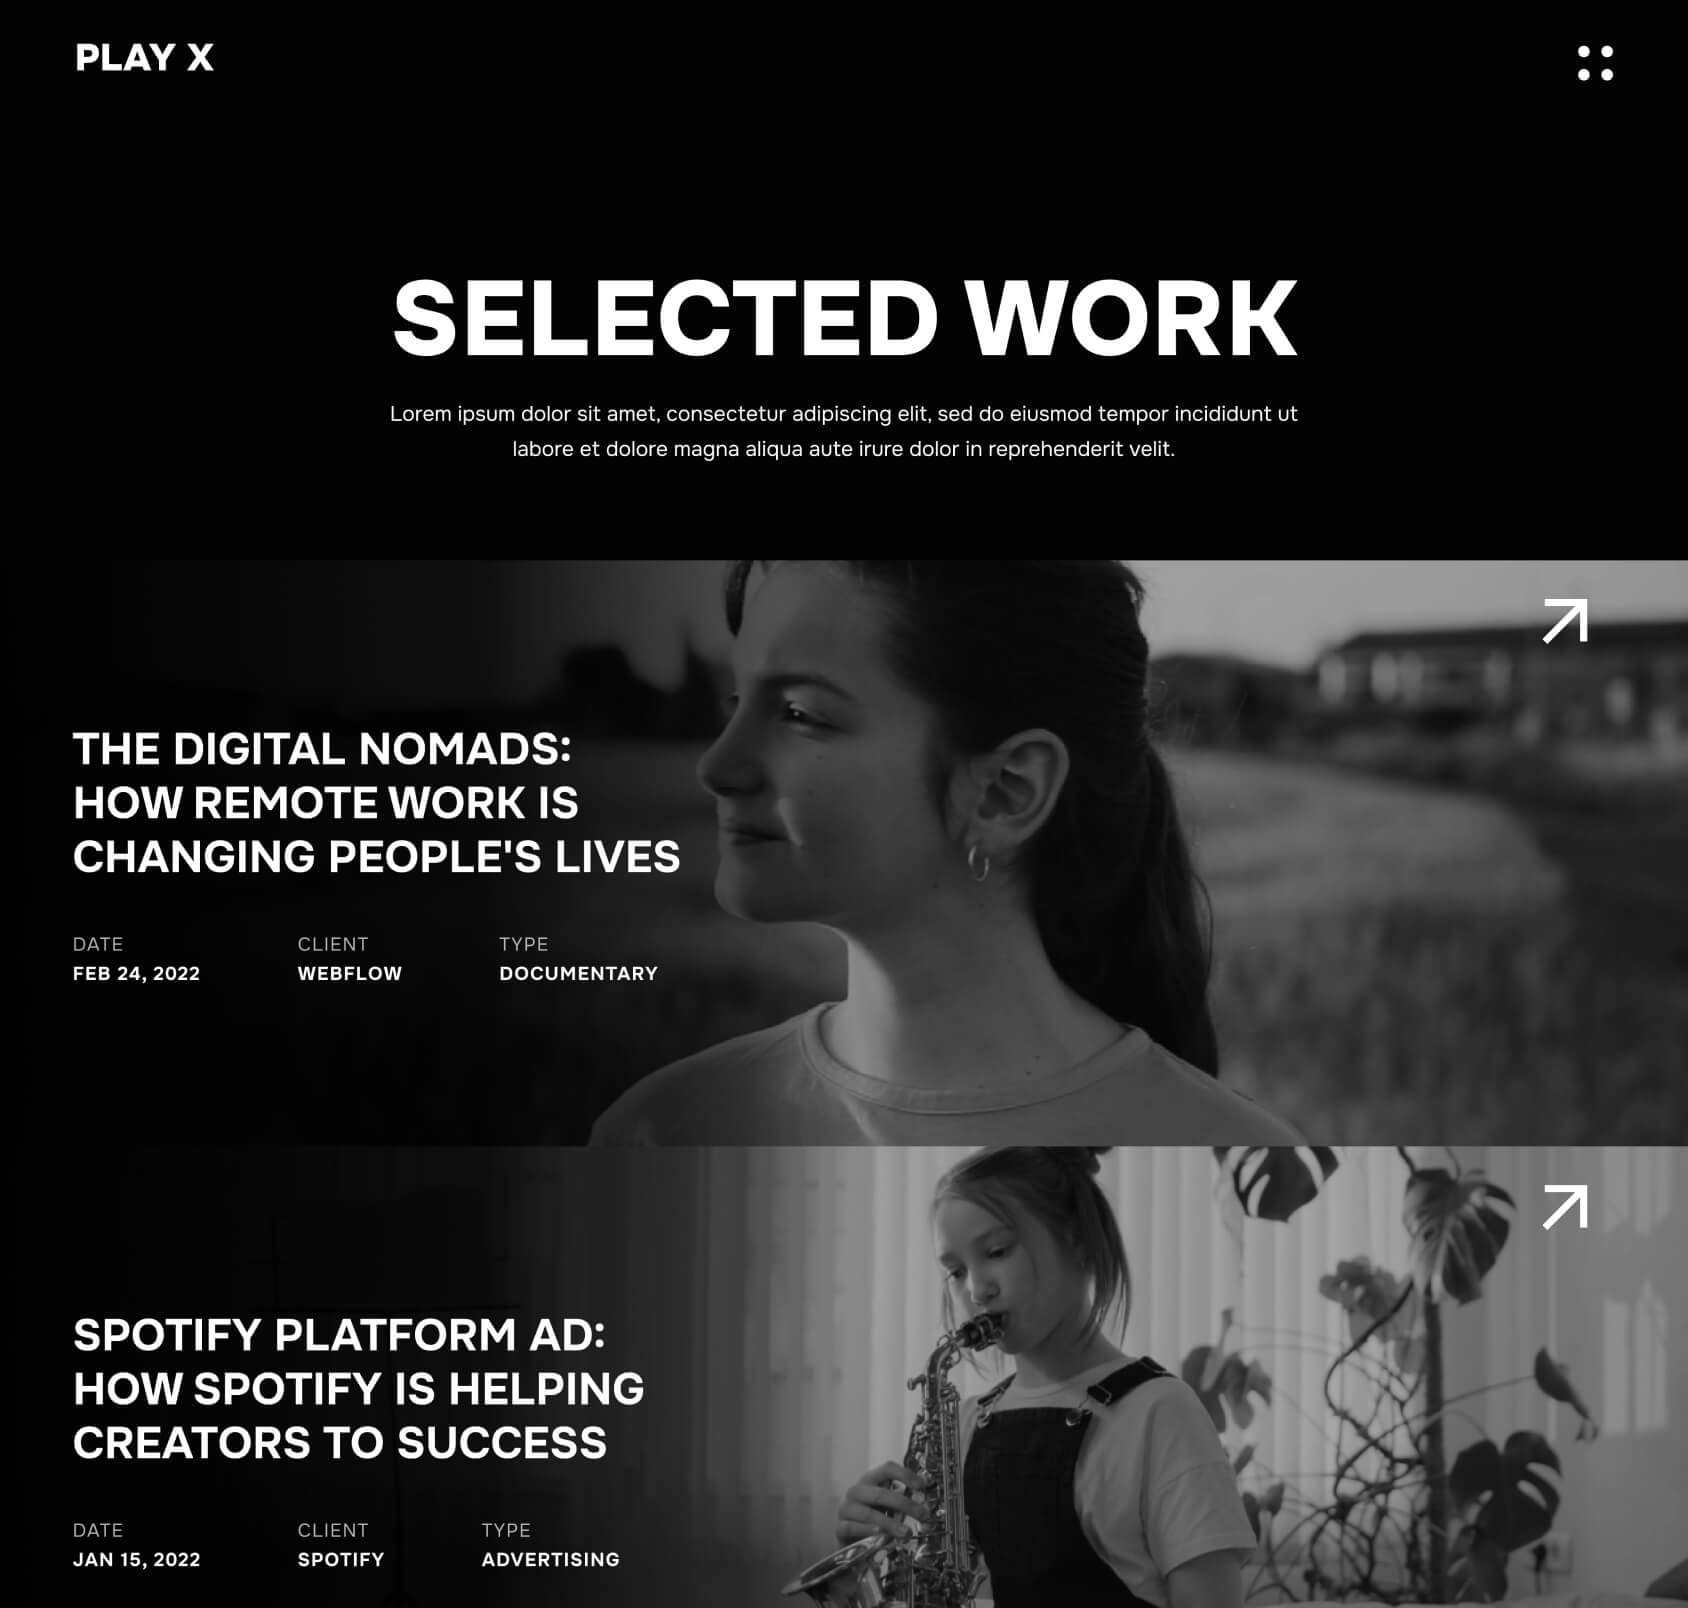 PLAY X
SELECTED WORK
Lorem ipsum dolor sit amet, consectetur adipiscing elit, sed do eiusmod tempor incididunt ut
labore et dolore magna aliqua aute irure dolor in reprehenderit velit.
THE DIGITAL NOMADS:
HOW REMOTE WORK IS
CHANGING PEOPLE'S LIVES
DATE CLIENT TYPE
FEB 24, 2022 WEBFLOW DOCUMENTARY
SPOTIFY PLATFORM AD:
HOW SPOTIFY IS HELPING
CREATORS TO SUCCESS
DATE CLIENT TYPE
JAN 15, 2022 SPOTIFY ADVERTISING